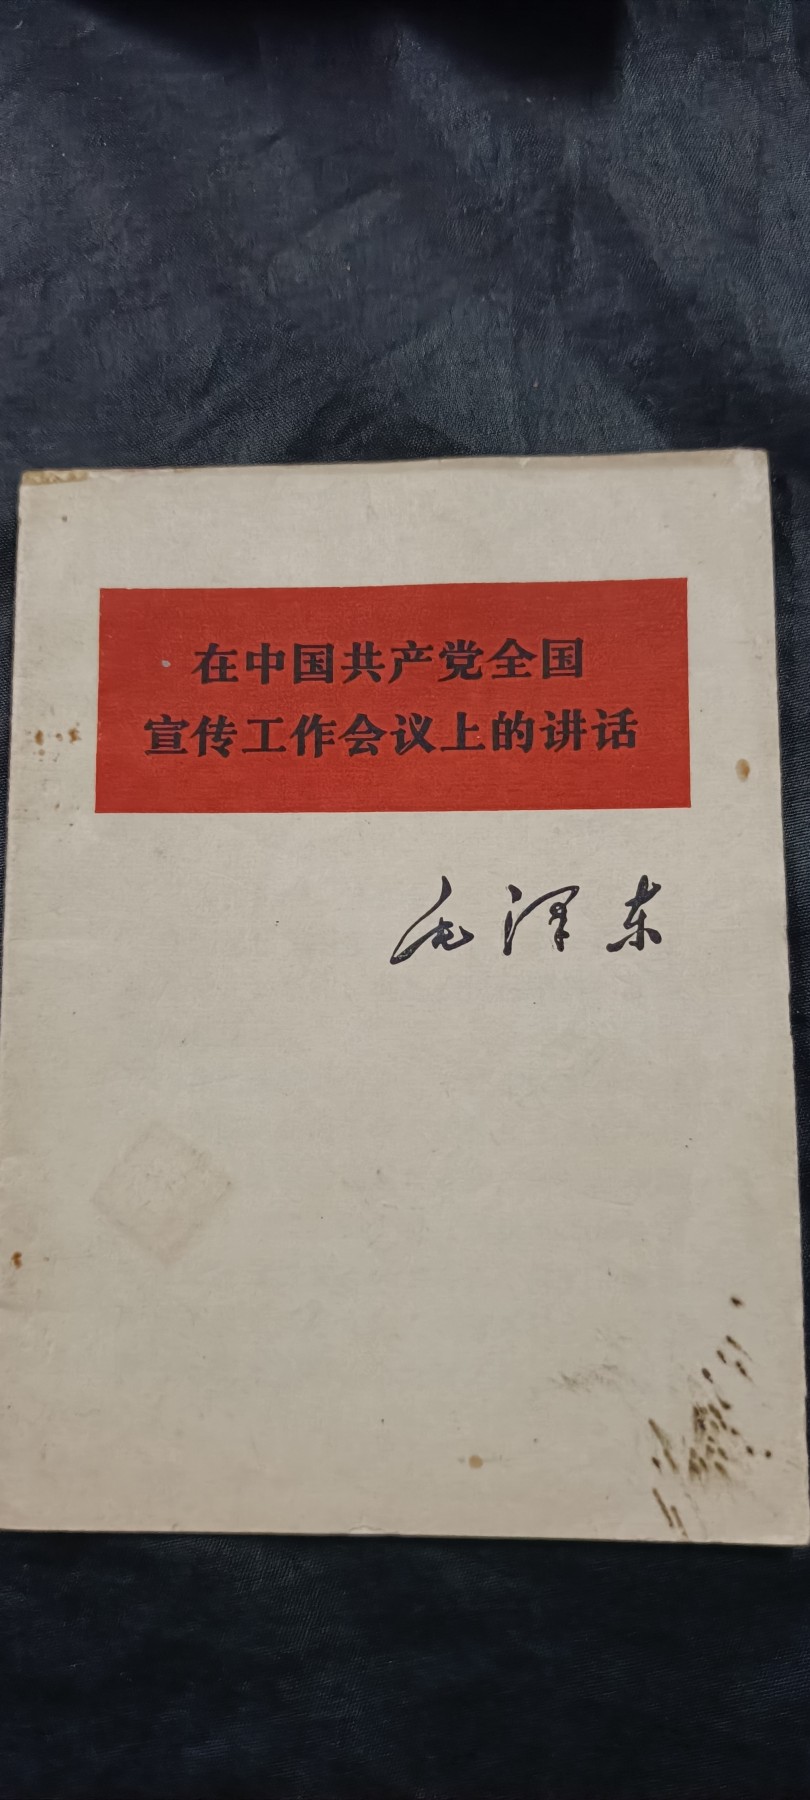 在中国共产党全国
宣传工作会议上的讲话
毛泽东